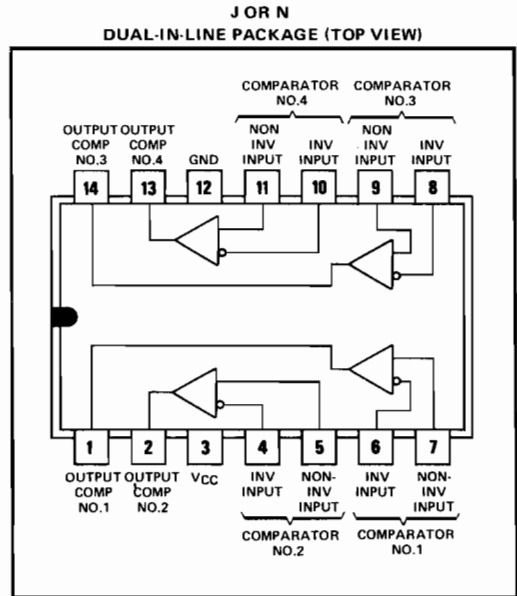 J OR N
DUAL-IN-LINE PACKAGE (TOP VIEW)
COMPARATOR NO.4
COMPARATOR NO.3
OUTPUT COMP NO.3
OUTPUT COMP NO.4
GND
NON INV INPUT
INV INPUT
NON INV INPUT
INV INPUT
14 13 12 11 10 9 8
1 2 3 4 5 6 7
OUTPUT COMP NO.1
OUTPUT COMP NO.2
VCC
INV INPUT
NON-INV INPUT
INV INPUT
NON-INV INPUT
COMPARATOR NO.2
COMPARATOR NO.1